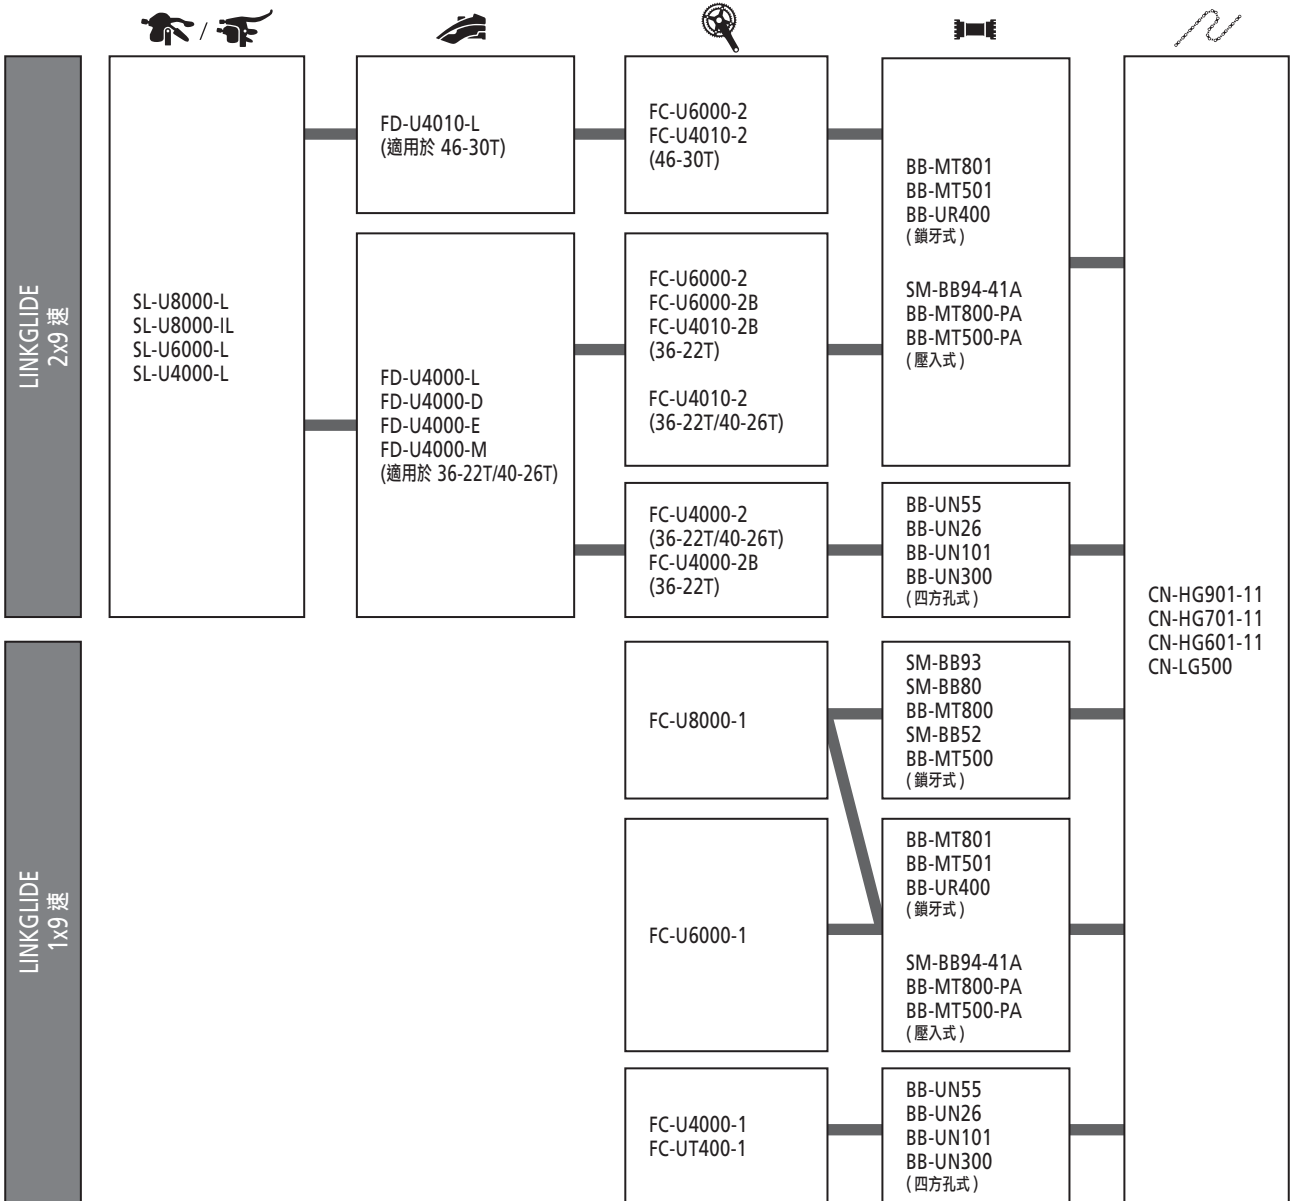 LINKGLIDE
2x9 速
SL-U8000-L
SL-U8000-IL
SL-U6000-L
SL-U4000-L
FD-U4010-L
(適用於 46-30T)
FD-U4000-L
FD-U4000-D
FD-U4000-E
FD-U4000-M
(適用於 36-22T/40-26T)
FC-U6000-2
FC-U4010-2
(46-30T)
FC-U6000-2
FC-U6000-2B
FC-U4010-2B
(36-22T)
FC-U4010-2
(36-22T/40-26T)
FC-U4000-2
(36-22T/40-26T)
FC-U4000-2B
(36-22T)
BB-MT801
BB-MT501
BB-UR400
( 鎖牙式 )
SM-BB94-41A
BB-MT800-PA
BB-MT500-PA
( 壓入式 )
BB-UN55
BB-UN26
BB-UN101
BB-UN300
( 四方孔式 )
CN-HG901-11
CN-HG701-11
CN-HG601-11
CN-LG500
LINKGLIDE
1x9 速
FC-U8000-1
FC-U6000-1
FC-U4000-1
FC-UT400-1
SM-BB93
SM-BB80
BB-MT800
SM-BB52
BB-MT500
( 鎖牙式 )
BB-MT801
BB-MT501
BB-UR400
( 鎖牙式 )
SM-BB94-41A
BB-MT800-PA
BB-MT500-PA
( 壓入式 )
BB-UN55
BB-UN26
BB-UN101
BB-UN300
( 四方孔式 )